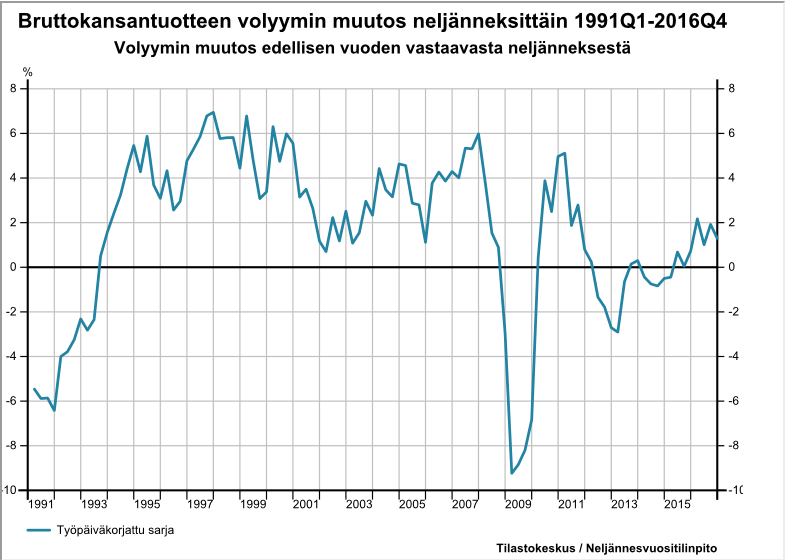 Bruttokansantuotteen volyymin muutos neljänneksittäin 1991Q1-2016Q4
Volyymin muutos edellisen vuoden vastaavasta neljänneksestä
%
8 8
6 6
4 4
2 2
0 0
-2 -2
-4 -4
-6 -6
-8 -8
-10 -10
1991 1993 1995 1997 1999 2001 2003 2005 2007 2009 2011 2013 2015
Työpäiväkorjattu sarja
Tilastokeskus / Neljännesvuositilinpito